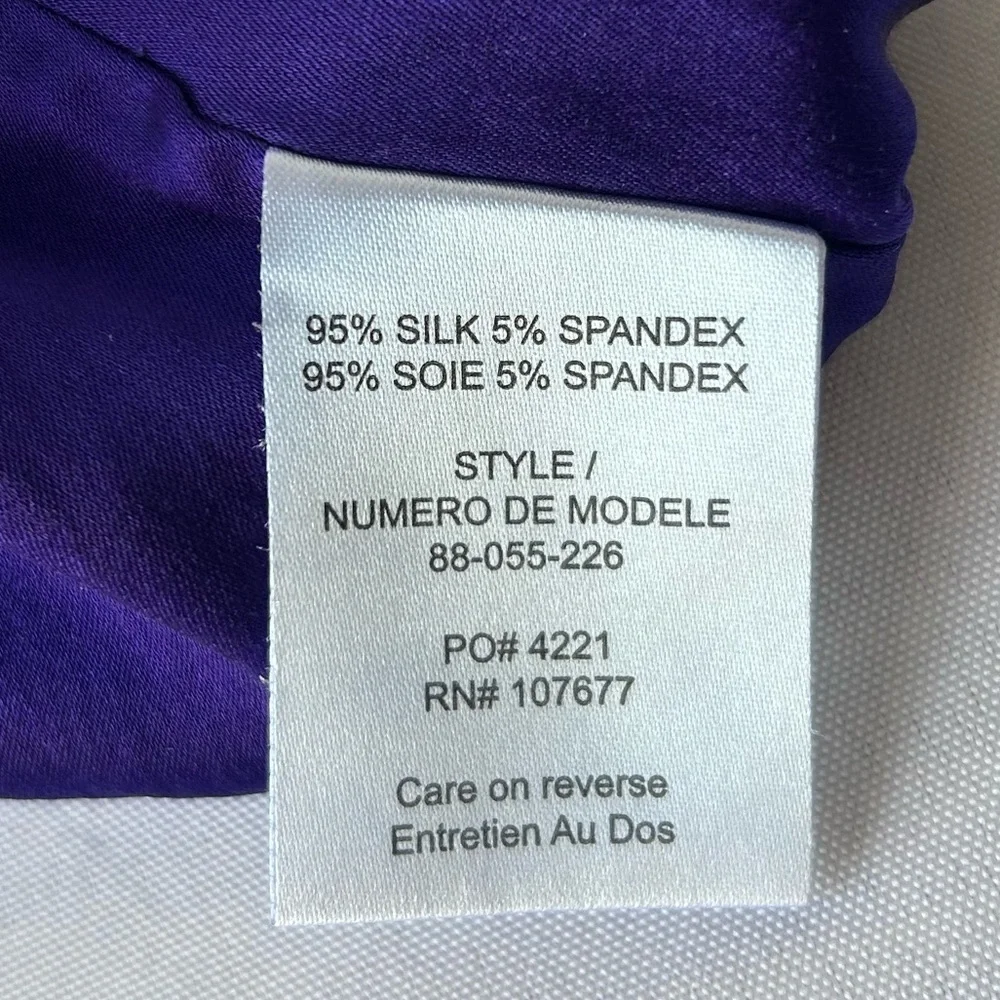 95% SILK 5% SPANDEX
95% SOIE 5% SPANDEX
STYLE /
NUMERO DE MODELE
88-055-226
PO# 4221
RN# 107677
Care on reverse
Entretien Au Dos